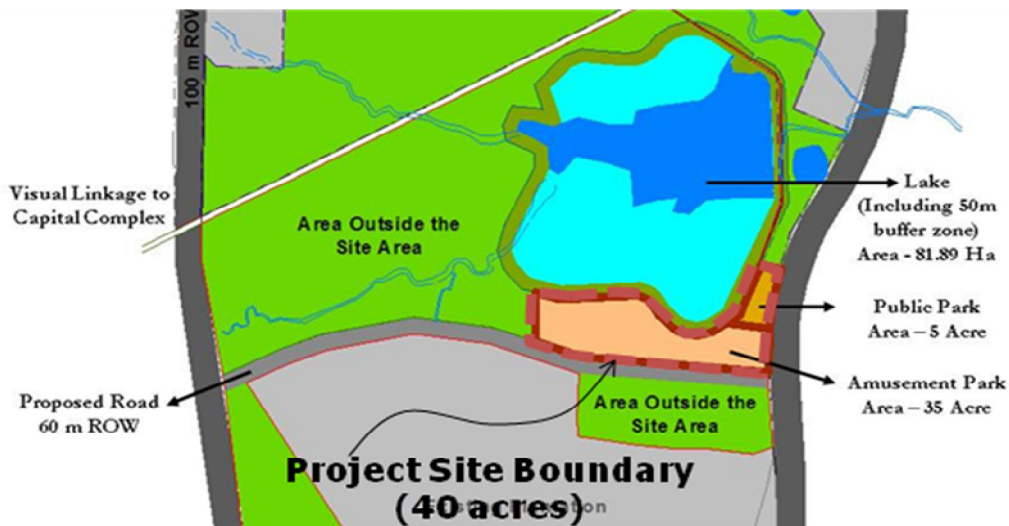 100 m ROW
Visual Linkage to
Capital Complex
Area Outside the
Site Area
Lake
(Including 50m
buffer zone)
Area - 81.89 Ha
Public Park
Area – 5 Acre
Amusement Park
Area – 35 Acre
Proposed Road
60 m ROW
Area Outside the
Site Area
Project Site Boundary
(40 acres)